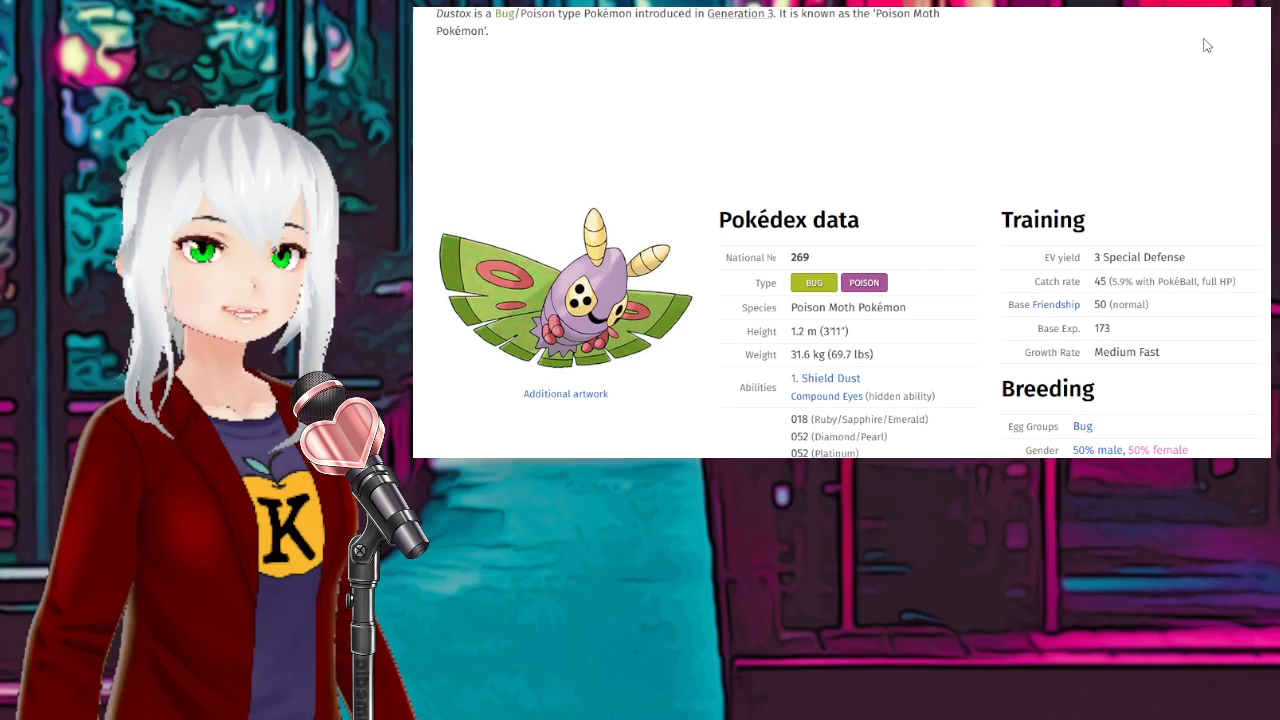 Dustox is a Bug/Poison type Pokémon introduced in Generation 3. It is known as the ‘Poison Moth
Pokémon’.
Pokédex data
National № 269
Type BUG POISON
Species Poison Moth Pokémon
Height 1.2 m (3′11″)
Weight 31.6 kg (69.7 lbs)
Abilities 1. Shield Dust
Compound Eyes (hidden ability)
018 (Ruby/Sapphire/Emerald)
052 (Diamond/Pearl)
052 (Platinum)
Additional artwork
Training
EV yield 3 Special Defense
Catch rate 45 (5.9% with PokéBall, full HP)
Base Friendship 50 (normal)
Base Exp. 173
Growth Rate Medium Fast
Breeding
Egg Groups Bug
Gender 50% male, 50% female
K